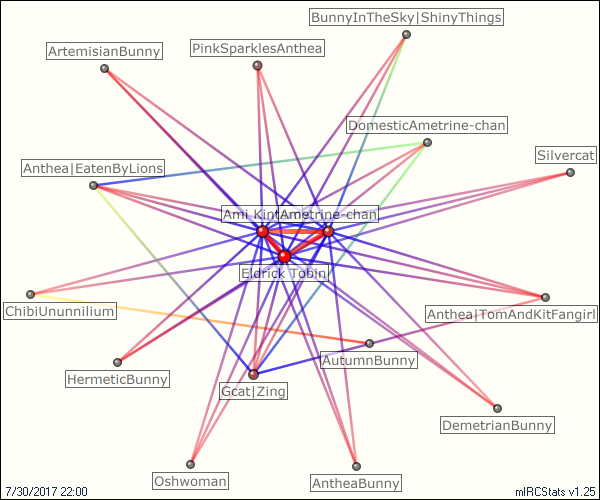 BunnyInTheSky|ShinyThings
ArtemisianBunny
PinkSparklesAnthea
DomesticAmetrine-chan
Silvercat
Anthea|EatenByLions
Ami
Ametrine-chan
Eldrick Tobin
ChibiUnunnilium
Anthea|TomAndKitFangirl
AutumnBunny
HermeticBunny
Gcat|Zing
DemetrianBunny
Oshwoman
AntheaBunny
7/30/2017 22:00
mIRCStats v1.25